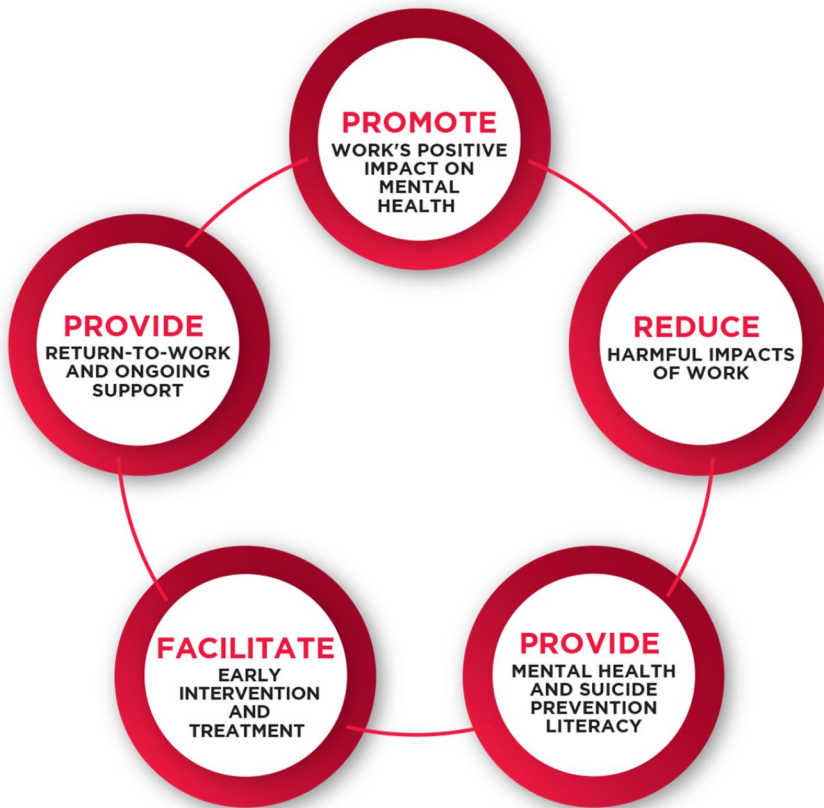 PROMOTE
WORK'S POSITIVE
IMPACT ON
MENTAL
HEALTH
REDUCE
HARMFUL IMPACTS
OF WORK
PROVIDE
MENTAL HEALTH
AND SUICIDE
PREVENTION
LITERACY
FACILITATE
EARLY
INTERVENTION
AND
TREATMENT
PROVIDE
RETURN-TO-WORK
AND ONGOING
SUPPORT